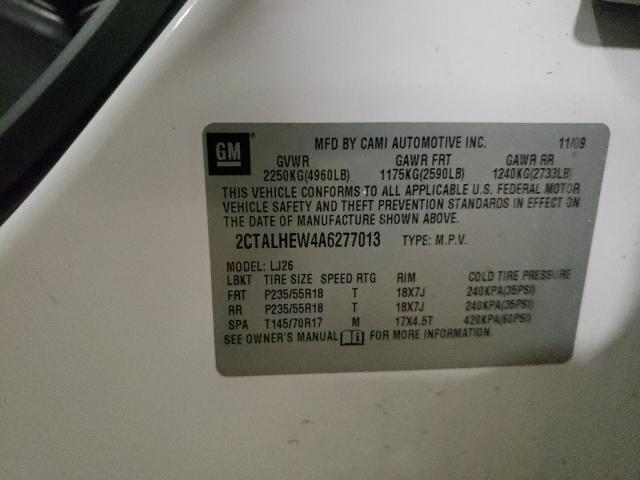 GM ® MFD BY CAMI AUTOMOTIVE INC. 11/09
GVWR GAWR FRT GAWR RR
2250KG(4960LB) 1175KG(2590LB) 1240KG(2733LB)
THIS VEHICLE CONFORMS TO ALL APPLICABLE U.S. FEDERAL MOTOR
VEHICLE SAFETY AND THEFT PREVENTION STANDARDS IN EFFECT ON
THE DATE OF MANUFACTURE SHOWN ABOVE.
2CTALHEW4A6277013 TYPE: M.P.V.
MODEL: LJ26
LBKT TIRE SIZE SPEED RTG RIM COLD TIRE PRESSURE
FRT P235/55R18 T 18X7J 240KPA(35PSI)
RR P235/55R18 T 18X7J 240KPA(35PSI)
SPA T145/70R17 M 17X4.5T 420KPA(60PSI)
SEE OWNER'S MANUAL i FOR MORE INFORMATION.